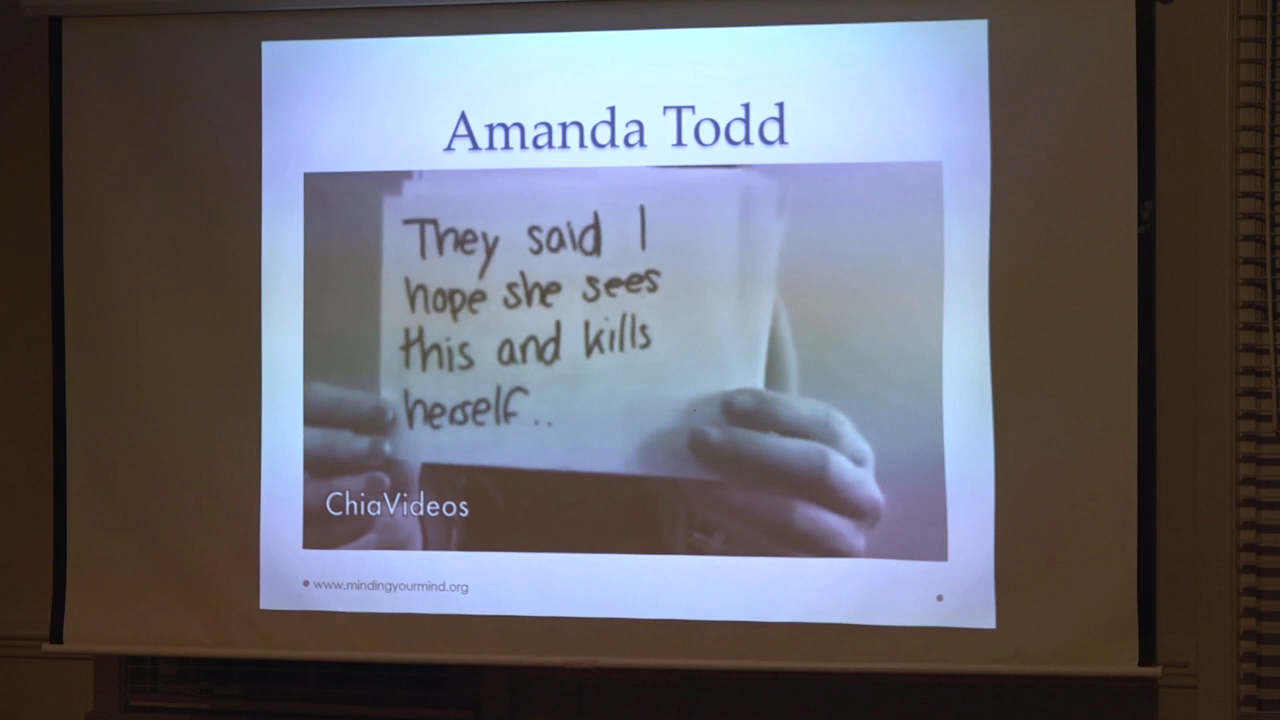 Amanda Todd
They said I
hope she sees
this and kills
herself..
ChiaVideos
www.mindingyourmind.org